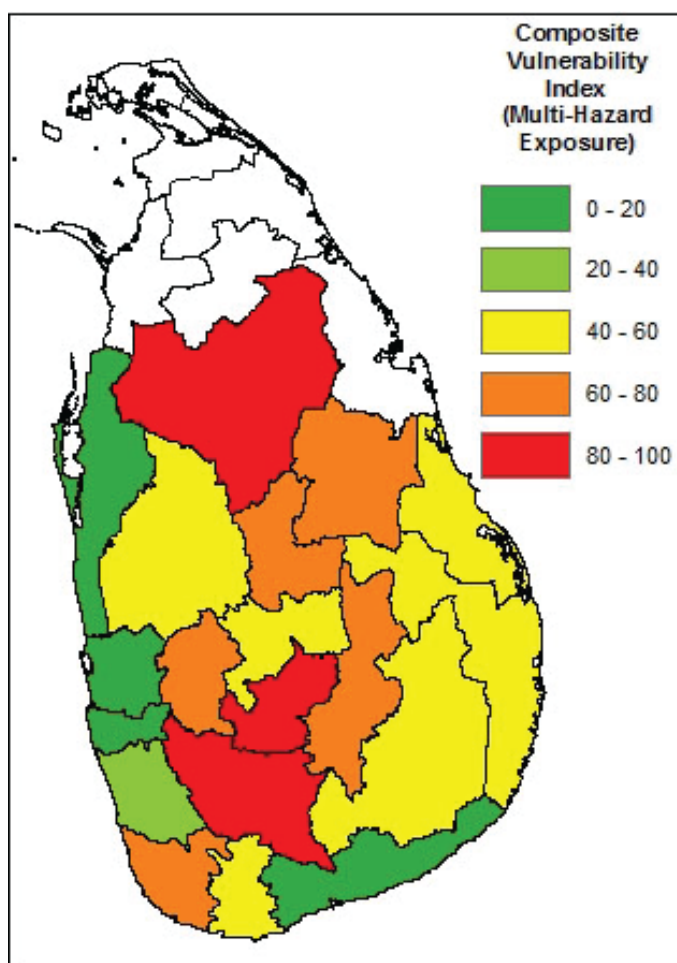 Composite
Vulnerability
Index
(Multi-Hazard
Exposure)
0 - 20
20 - 40
40 - 60
60 - 80
80 - 100